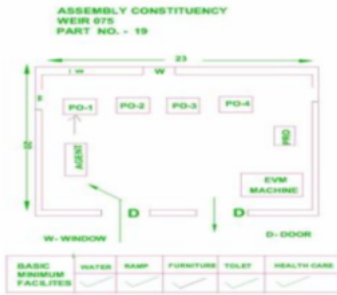 ASSEMBLY CONSTITUENCY
WEIR 075
PART NO. - 19
23
W
PO-1
PO-2
PO-3
PO-4
AGENT
PRO
EVM
MACHINE
D
D
W- WINDOW
D- DOOR
BASIC
MINIMUM
FACILITES
WATER
RAMP
FURNITURE
TOLET
HEALTH CARE